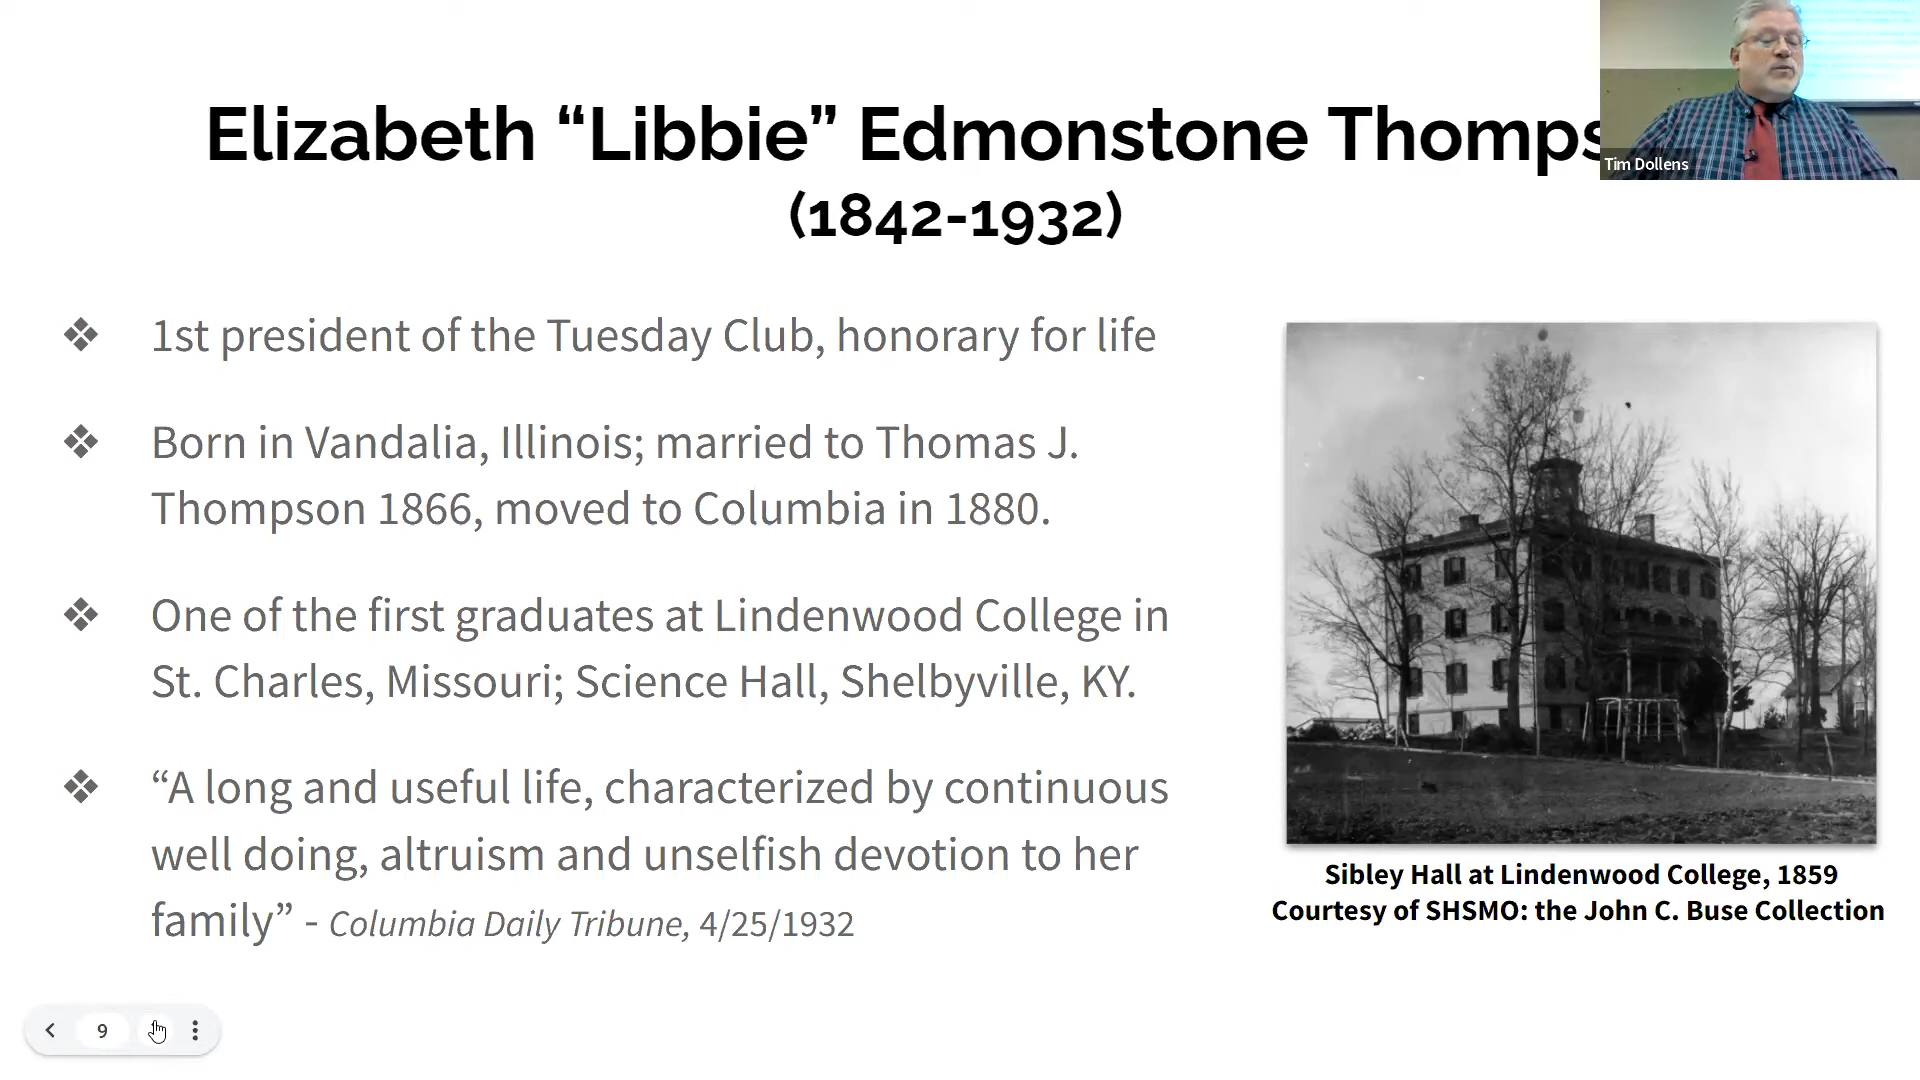 Elizabeth “Libbie” Edmonstone Thomps
(1842-1932)
Tim Dollens
❖ 1st president of the Tuesday Club, honorary for life
❖ Born in Vandalia, Illinois; married to Thomas J.
Thompson 1866, moved to Columbia in 1880.
❖ One of the first graduates at Lindenwood College in
St. Charles, Missouri; Science Hall, Shelbyville, KY.
❖ “A long and useful life, characterized by continuous
well doing, altruism and unselfish devotion to her
family” - Columbia Daily Tribune, 4/25/1932
Sibley Hall at Lindenwood College, 1859
Courtesy of SHSMO: the John C. Buse Collection
9